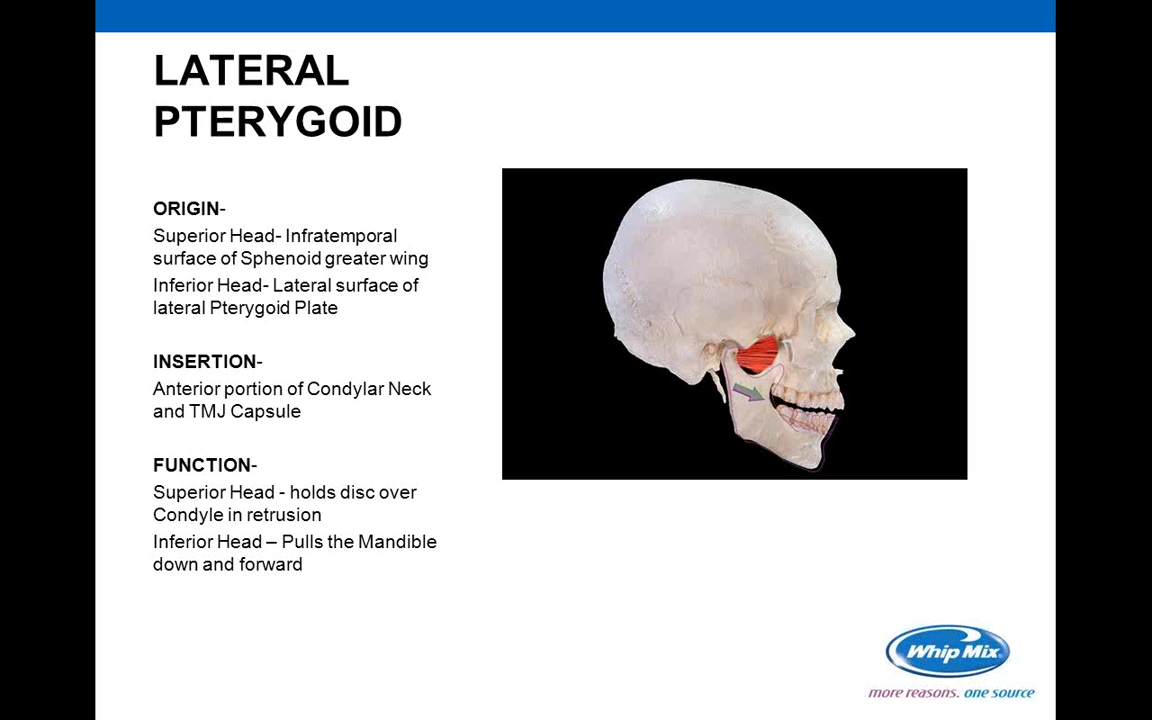 LATERAL
PTERYGOID
ORIGIN-
Superior Head- Infratemporal
surface of Sphenoid greater wing
Inferior Head- Lateral surface of
lateral Pterygoid Plate
INSERTION-
Anterior portion of Condylar Neck
and TMJ Capsule
FUNCTION-
Superior Head - holds disc over
Condyle in retrusion
Inferior Head – Pulls the Mandible
down and forward
Whip Mix®
more reasons. one source